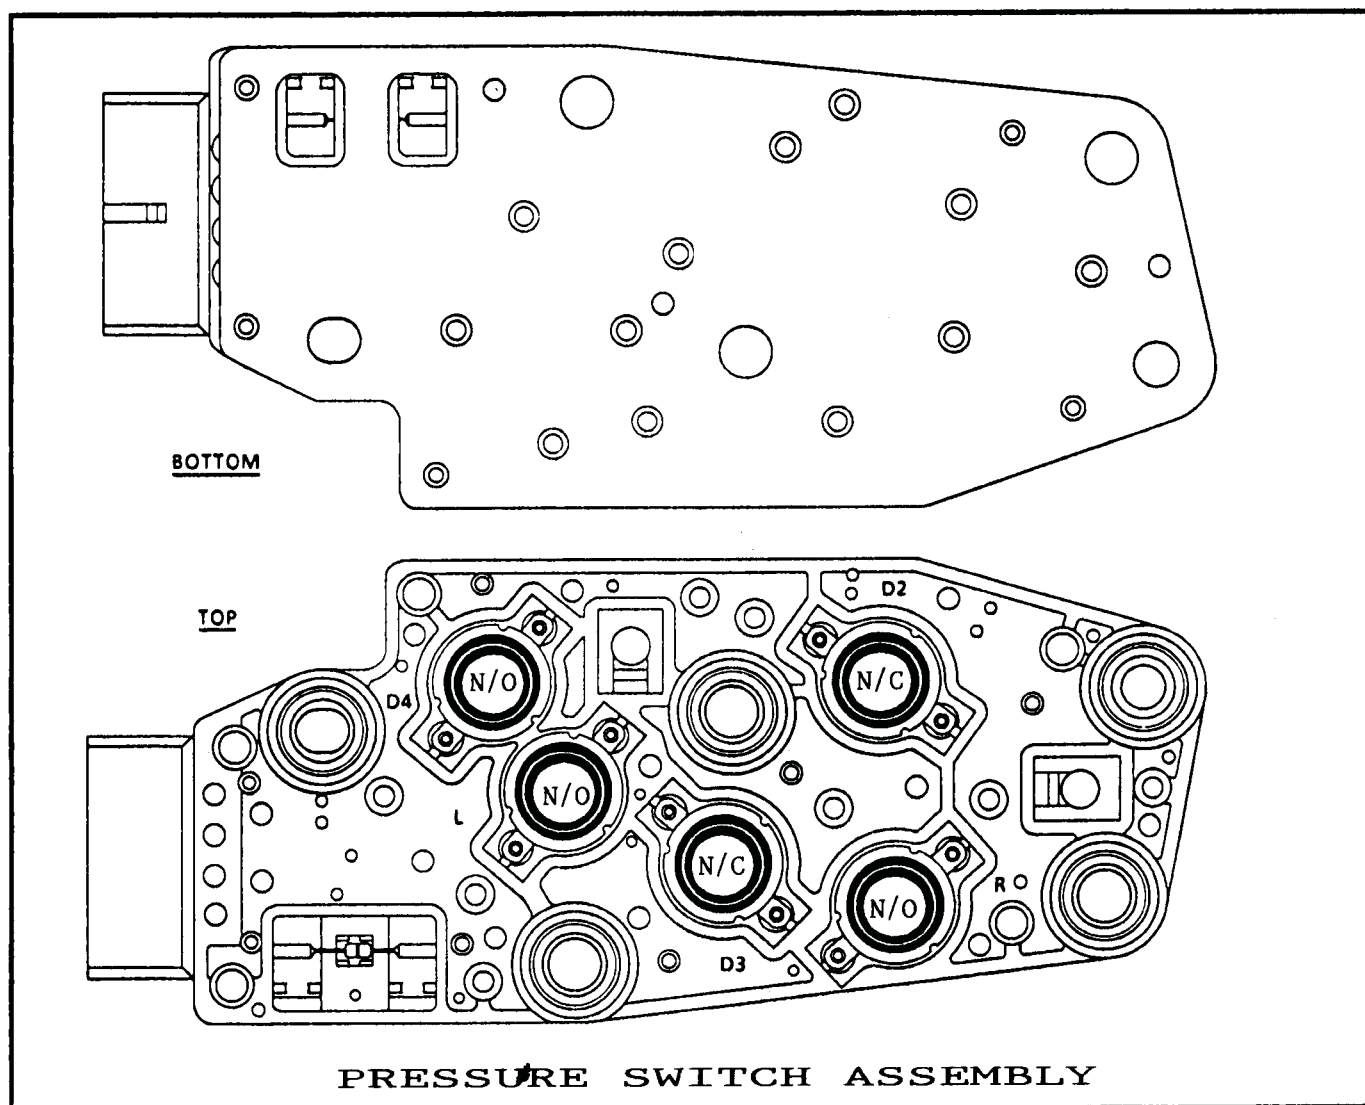 BOTTOM
TOP
D2
N/O
N/C
D4
N/O
L
N/C
R
N/O
D3
PRESSURE SWITCH ASSEMBLY